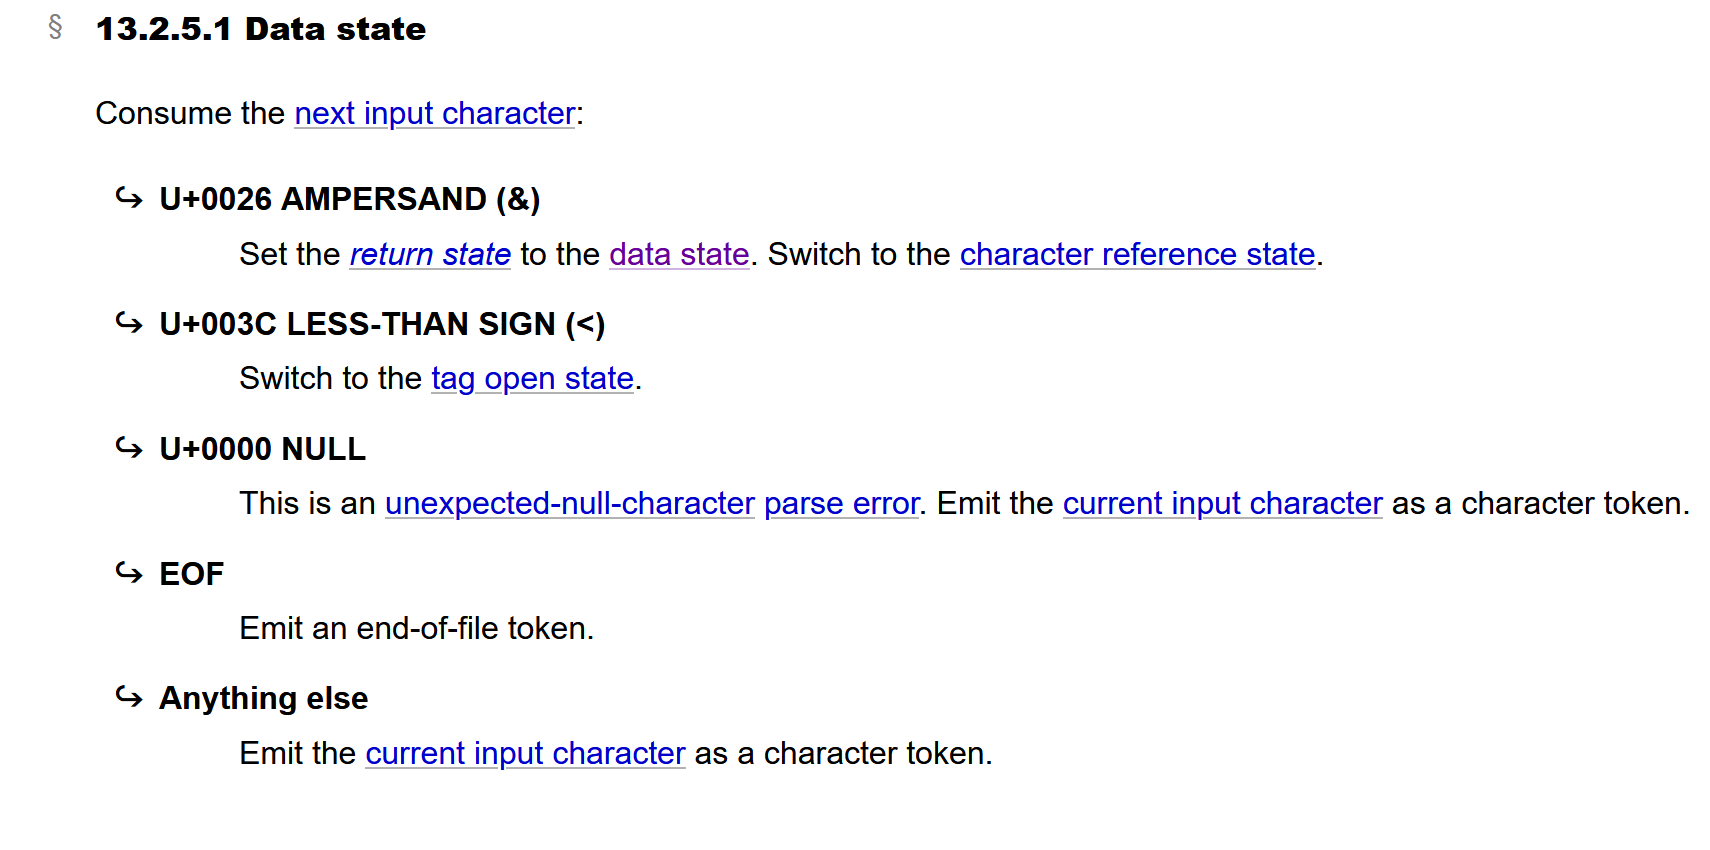 § 13.2.5.1 Data state
Consume the next input character:
↪ U+0026 AMPERSAND (&)
Set the return state to the data state. Switch to the character reference state.
↪ U+003C LESS-THAN SIGN (<)
Switch to the tag open state.
↪ U+0000 NULL
This is an unexpected-null-character parse error. Emit the current input character as a character token.
↪ EOF
Emit an end-of-file token.
↪ Anything else
Emit the current input character as a character token.